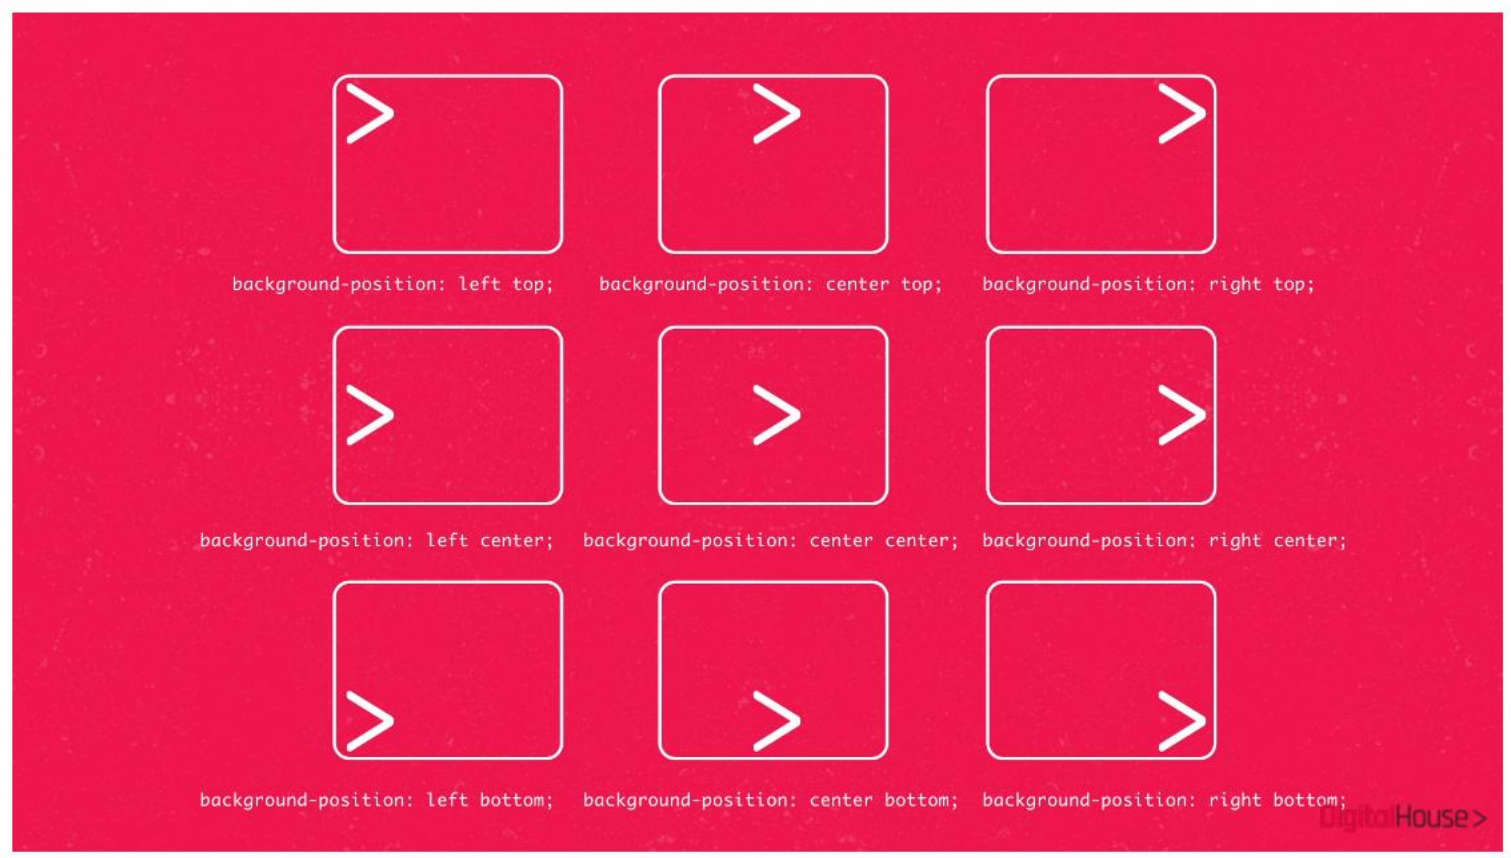 background-position: left top;
background-position: center top;
background-position: right top;
background-position: left center;
background-position: center center;
background-position: right center;
background-position: left bottom;
background-position: center bottom;
background-position: right bottom;
DigitalHouse>